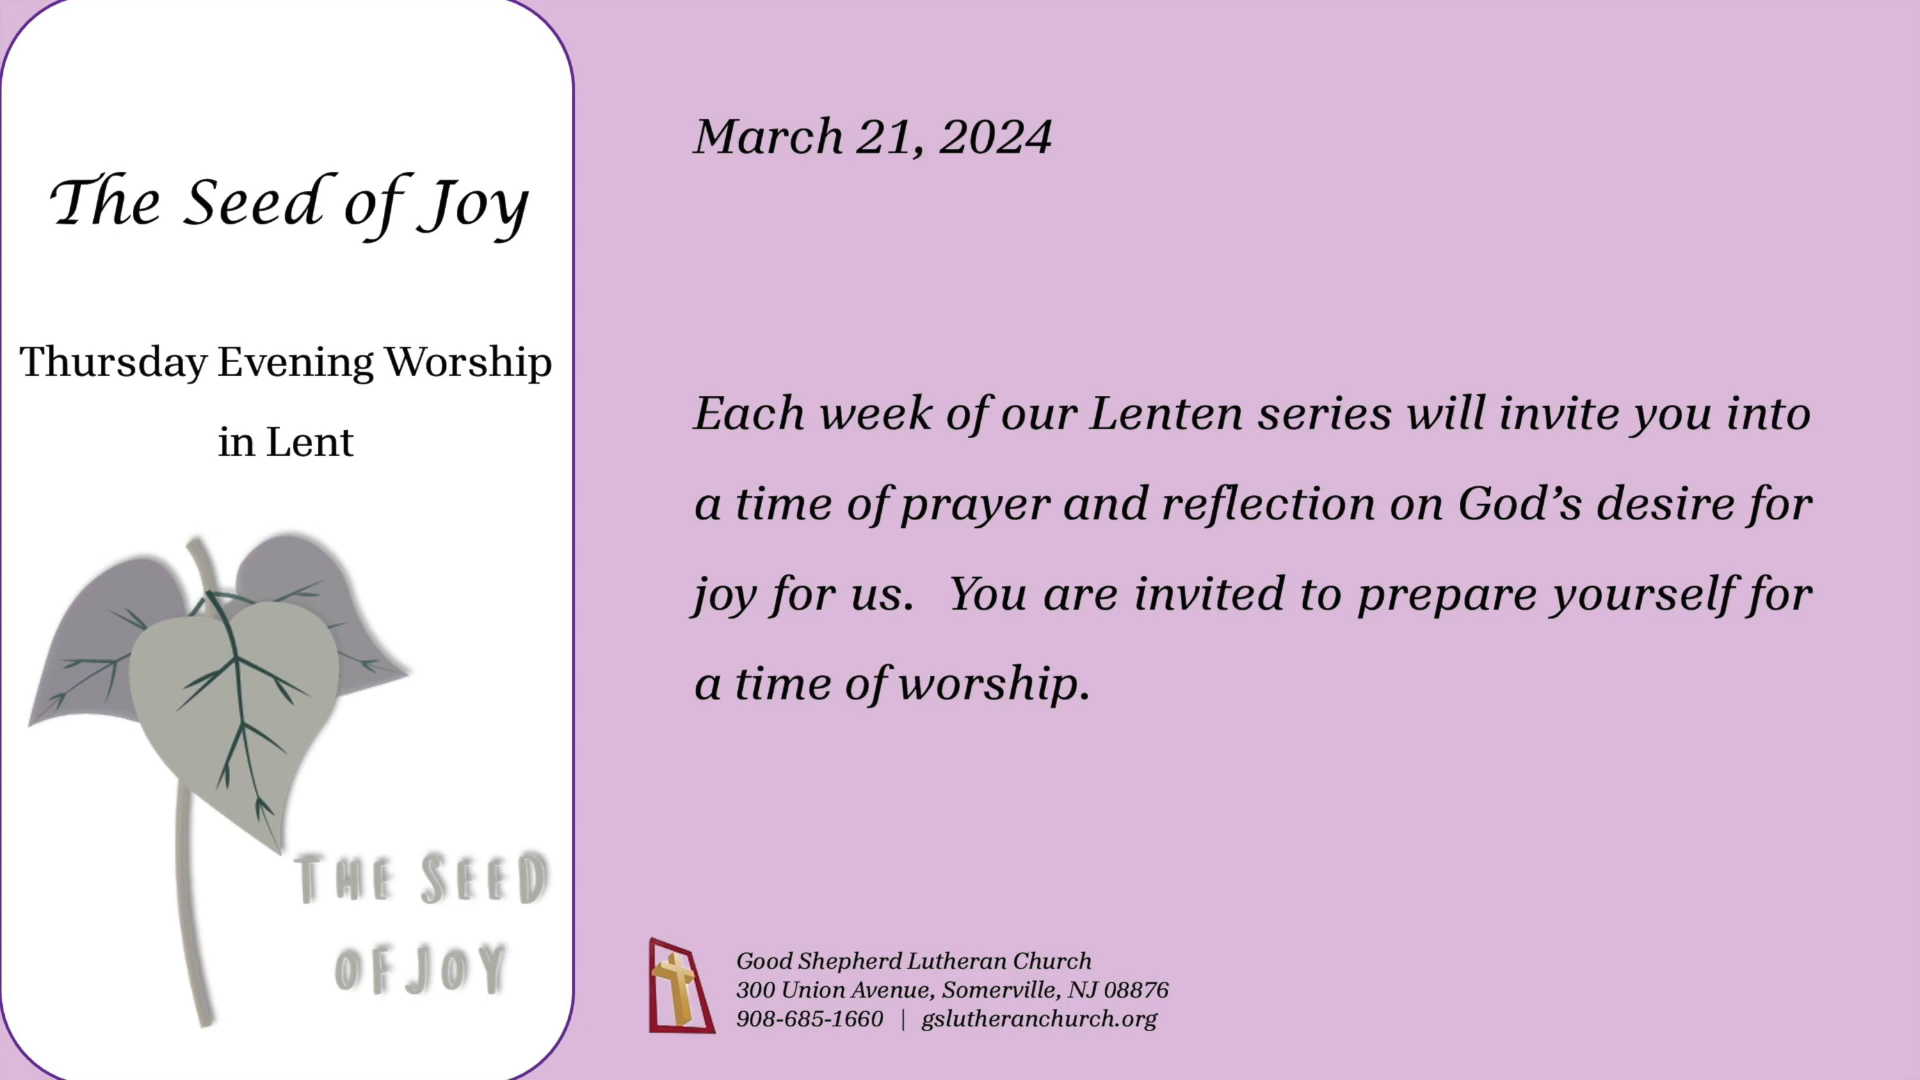 The Seed of Joy
Thursday Evening Worship
in Lent
THE SEED
OF JOY
March 21, 2024
Each week of our Lenten series will invite you into
a time of prayer and reflection on God’s desire for
joy for us.  You are invited to prepare yourself for
a time of worship.
Good Shepherd Lutheran Church
300 Union Avenue, Somerville, NJ 08876
908-685-1660  |  gslutheranchurch.org